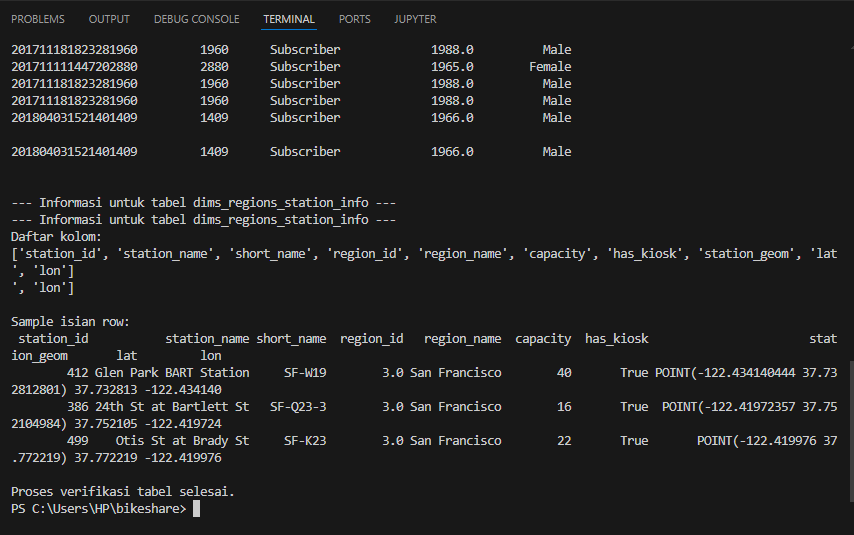 PROBLEMS OUTPUT DEBUG CONSOLE TERMINAL PORTS JUPYTER
201711181823281960 1960 Subscriber 1988.0 Male
201711111447202880 2880 Subscriber 1965.0 Female
201711181823281960 1960 Subscriber 1988.0 Male
201711181823281960 1960 Subscriber 1988.0 Male
201804031521401409 1409 Subscriber 1966.0 Male
201804031521401409 1409 Subscriber 1966.0 Male
--- Informasi untuk tabel dims_regions_station_info ---
--- Informasi untuk tabel dims_regions_station_info ---
Daftar kolom:
['station_id', 'station_name', 'short_name', 'region_id', 'region_name', 'capacity', 'has_kiosk', 'station_geom', 'lat
', 'lon']
', 'lon']
Sample isian row:
station_id station_name short_name region_id region_name capacity has_kiosk stat
ion_geom lat lon
412 Glen Park BART Station SF-W19 3.0 San Francisco 40 True POINT(-122.434140444 37.73
2812801) 37.732813 -122.434140
386 24th St at Bartlett St SF-Q23-3 3.0 San Francisco 16 True POINT(-122.41972357 37.75
2104984) 37.752105 -122.419724
499 Otis St at Brady St SF-K23 3.0 San Francisco 22 True POINT(-122.419976 37
.772219) 37.772219 -122.419976
Proses verifikasi tabel selesai.
PS C:\Users\HP\bikeshare>